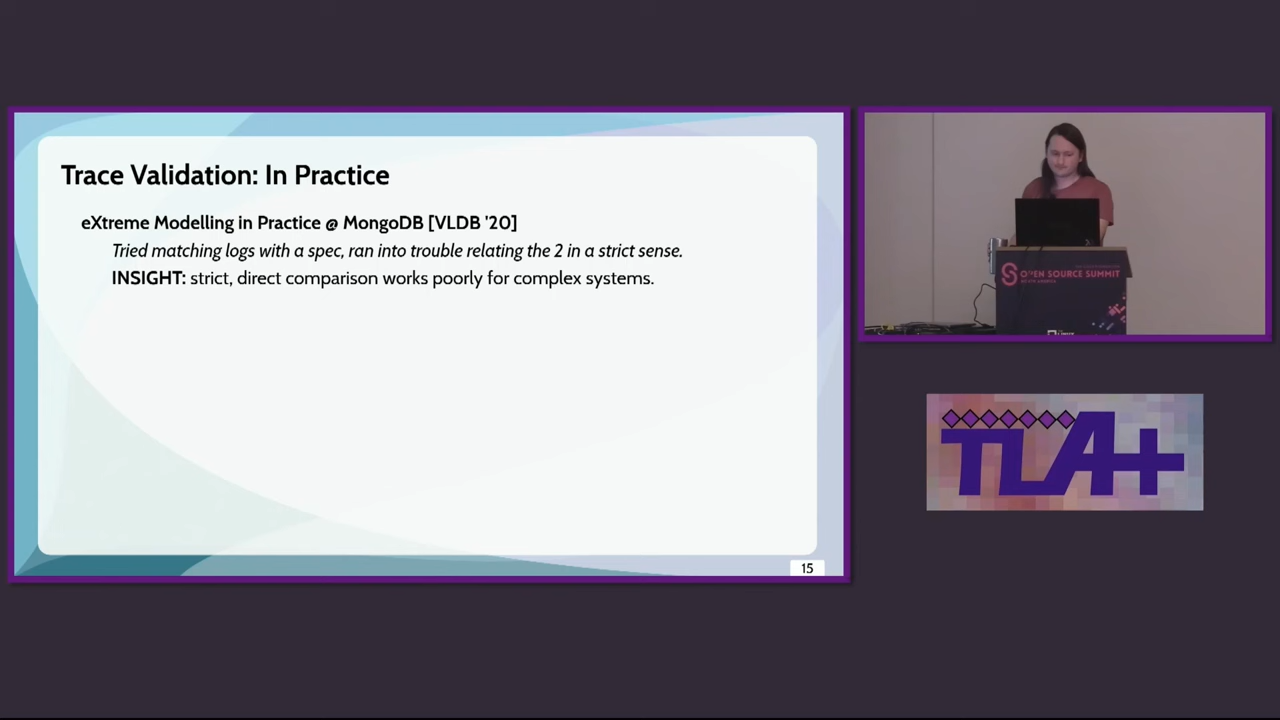 Trace Validation: In Practice
eXtreme Modelling in Practice @ MongoDB [VLDB '20]
Tried matching logs with a spec, ran into trouble relating the 2 in a strict sense.
INSIGHT: strict, direct comparison works poorly for complex systems.
15
OPEN SOURCE SUMMIT
TLA+